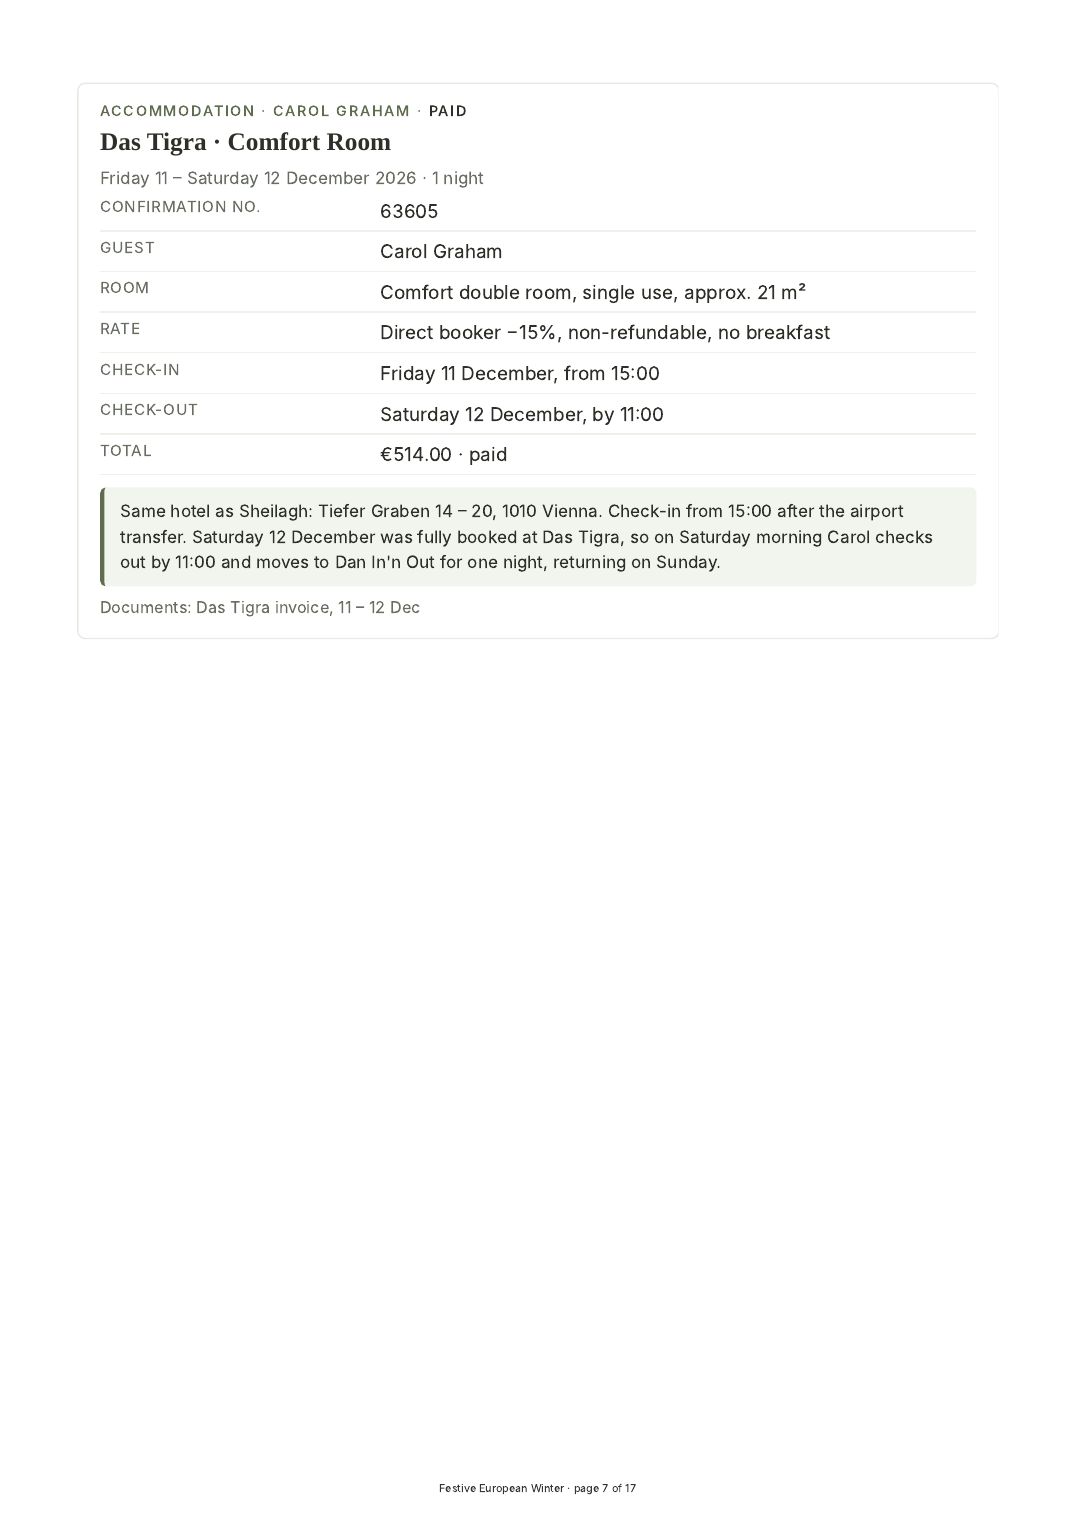 ACCOMMODATION · CAROL GRAHAM · PAID
Das Tigra · Comfort Room
Friday 11 – Saturday 12 December 2026 · 1 night
CONFIRMATION NO. 63605
GUEST Carol Graham
ROOM Comfort double room, single use, approx. 21 m²
RATE Direct booker −15%, non-refundable, no breakfast
CHECK-IN Friday 11 December, from 15:00
CHECK-OUT Saturday 12 December, by 11:00
TOTAL €514.00 · paid
Same hotel as Sheilagh: Tiefer Graben 14 – 20, 1010 Vienna. Check-in from 15:00 after the airport
transfer. Saturday 12 December was fully booked at Das Tigra, so on Saturday morning Carol checks
out by 11:00 and moves to Dan In'n Out for one night, returning on Sunday.
Documents: Das Tigra invoice, 11 – 12 Dec
Festive European Winter · page 7 of 17